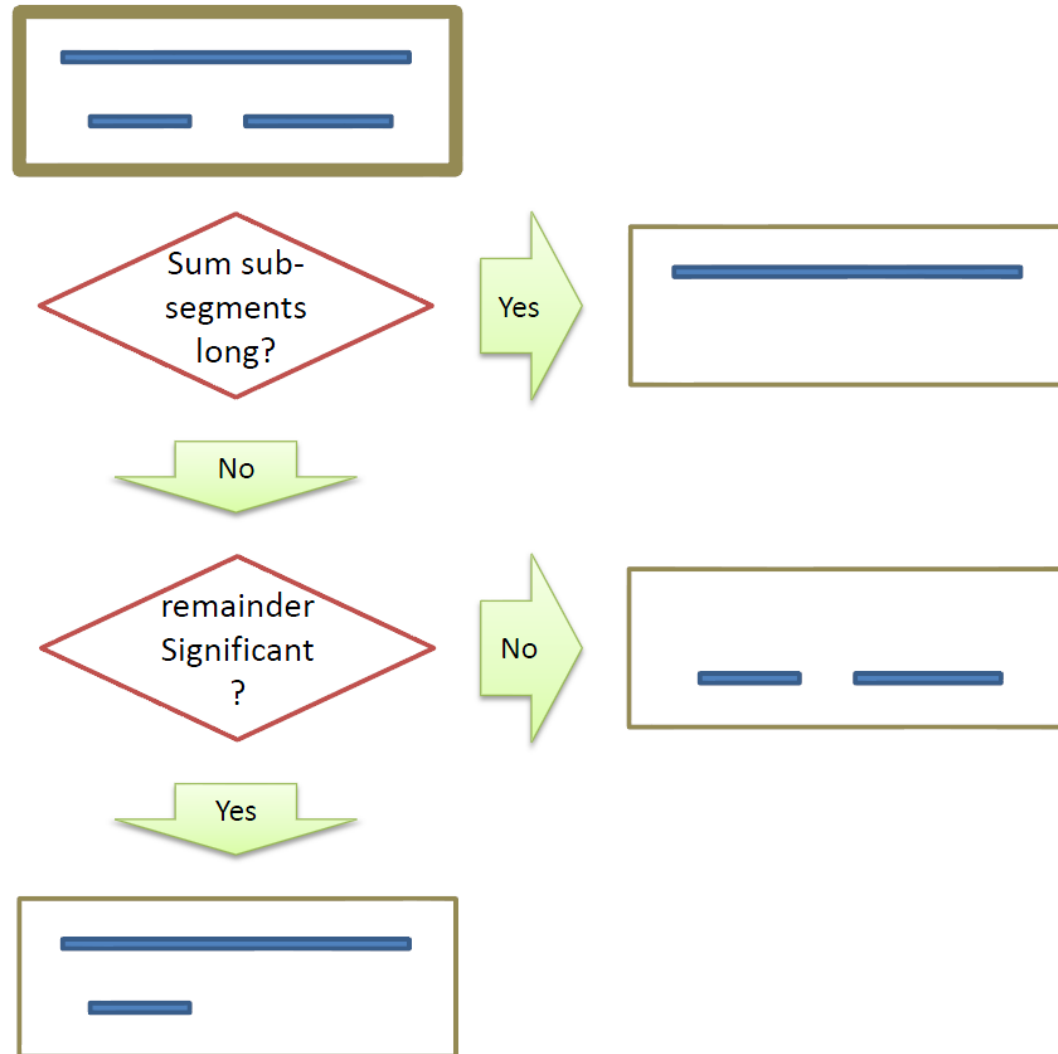 Sum sub-
segments
long?
Yes
No
remainder
Significant
?
No
Yes